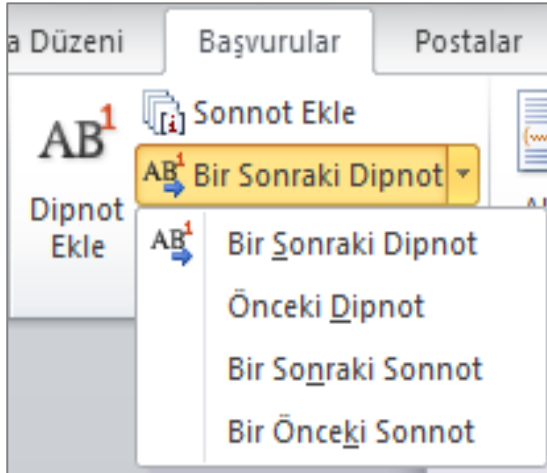 a Düzeni
Başvurular
Postalar
AB1
Dipnot
Ekle
[i] Sonnot Ekle
AB1 Bir Sonraki Dipnot
AB1 Bir Sonraki Dipnot
Önceki Dipnot
Bir Sonraki Sonnot
Bir Önceki Sonnot